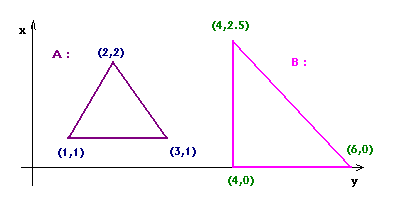 (4,2.5)
x
A :
(2,2)
B :
(1,1)
(3,1)
(6,0)
(4,0)
y